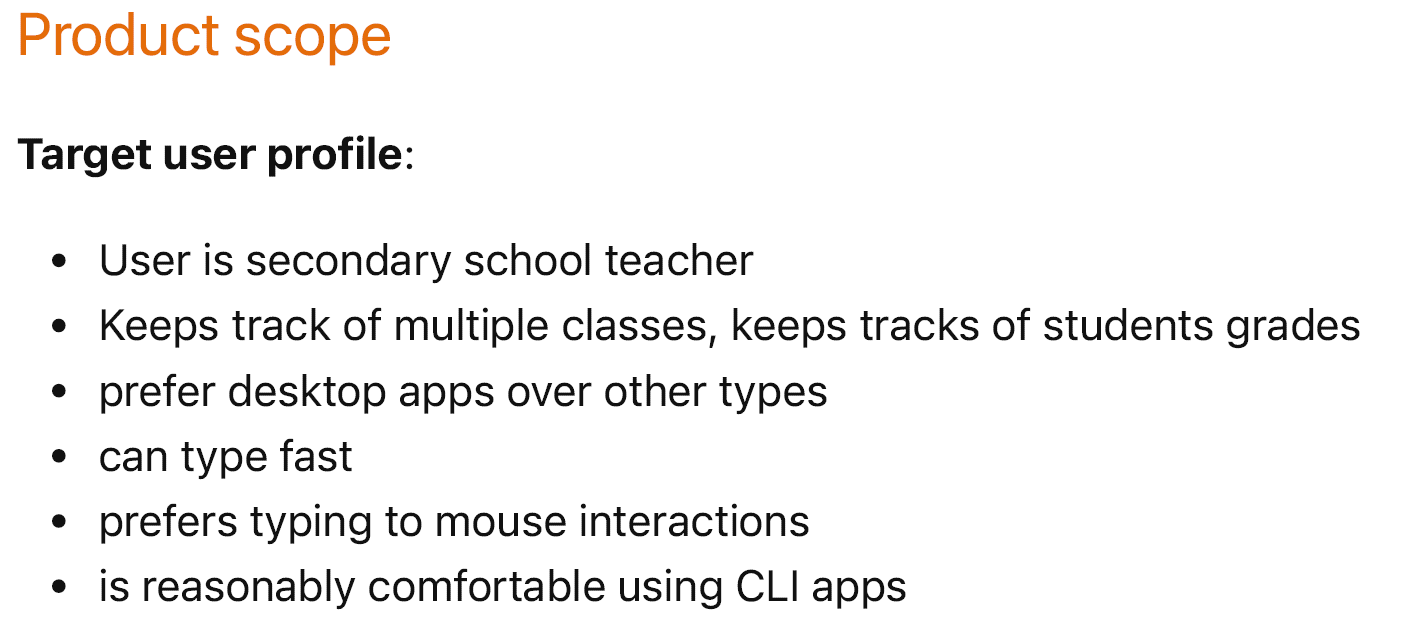 Product scope
Target user profile:
• User is secondary school teacher
• Keeps track of multiple classes, keeps tracks of students grades
• prefer desktop apps over other types
• can type fast
• prefers typing to mouse interactions
• is reasonably comfortable using CLI apps